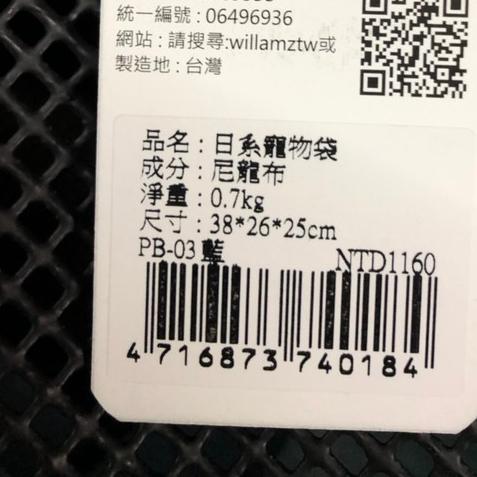 統一編號 : 06496936
網站 : 請搜尋:willamztw或
製造地 : 台灣
品名 : 日系寵物袋
成分 : 尼龍布
淨重 : 0.7kg
尺寸 : 38*26*25cm
PB-03 藍 NTD1160
4 716873 740184